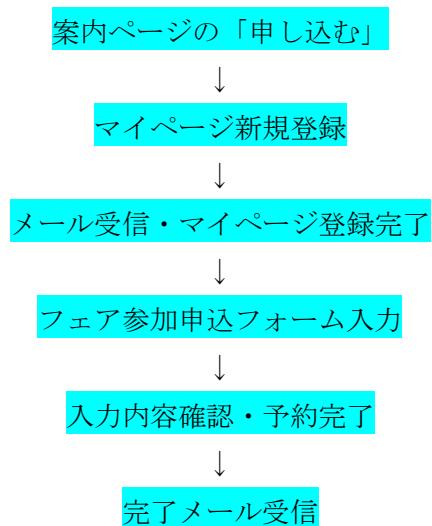 案内ページの「申し込む」
↓
マイページ新規登録
↓
メール受信・マイページ登録完了
↓
フェア参加申込フォーム入力
↓
入力内容確認・予約完了
↓
完了メール受信